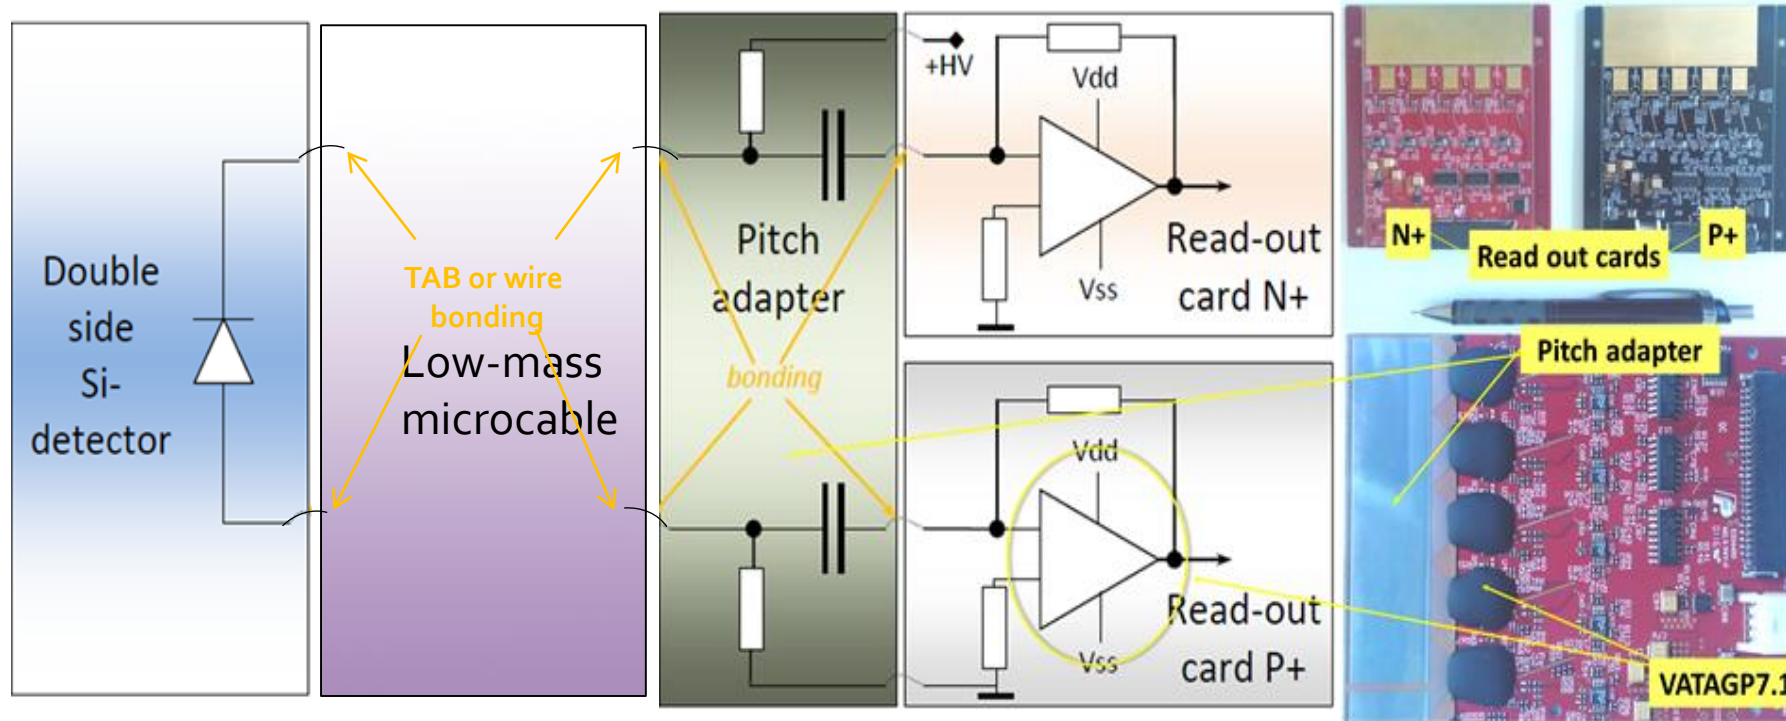 Double
side
Si-
detector
TAB or wire
bonding
Low-mass
microcable
Pitch
adapter
bonding
+HV
Vdd
Vss
Read-out
card N+
Vdd
Vss
Read-out
card P+
N+
P+
Read out cards
Pitch adapter
VATAGP7.1